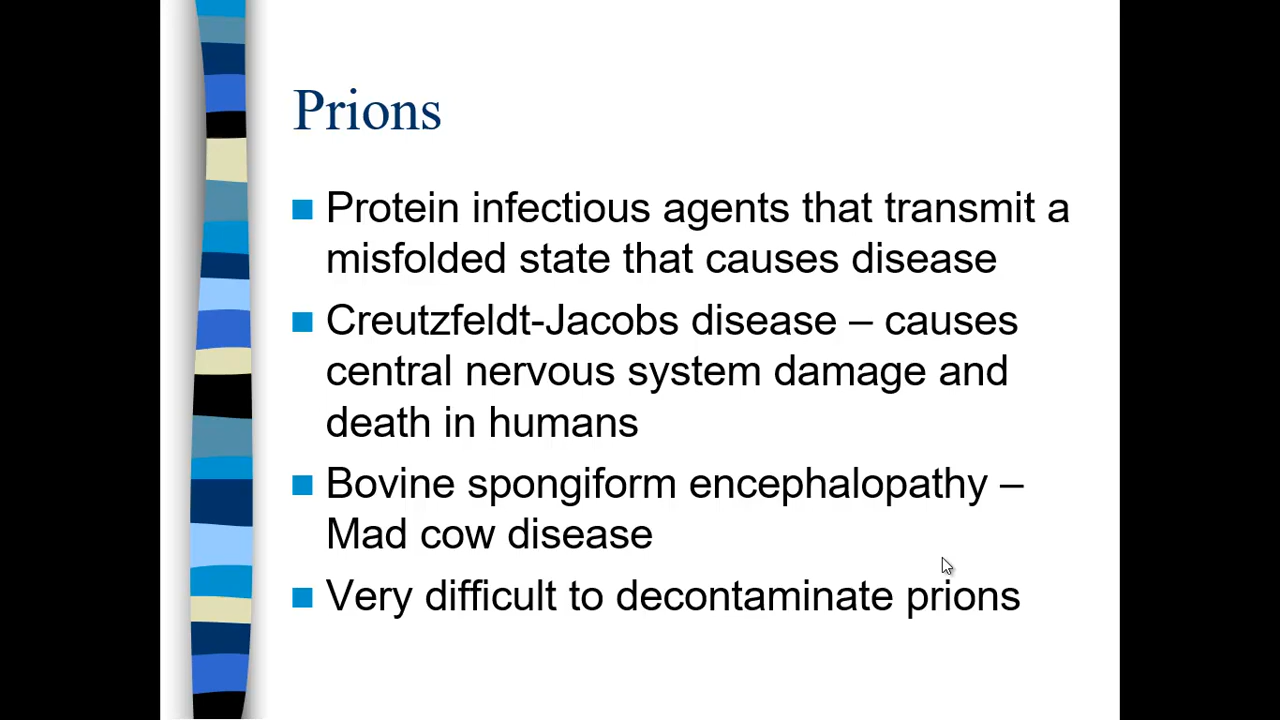 Prions
Protein infectious agents that transmit a
misfolded state that causes disease
Creutzfeldt-Jacobs disease – causes
central nervous system damage and
death in humans
Bovine spongiform encephalopathy –
Mad cow disease
Very difficult to decontaminate prions